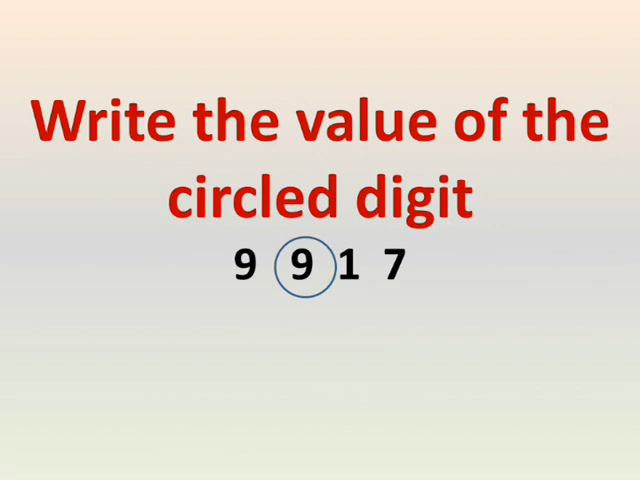 Write the value of the
circled digit
9 9 1 7